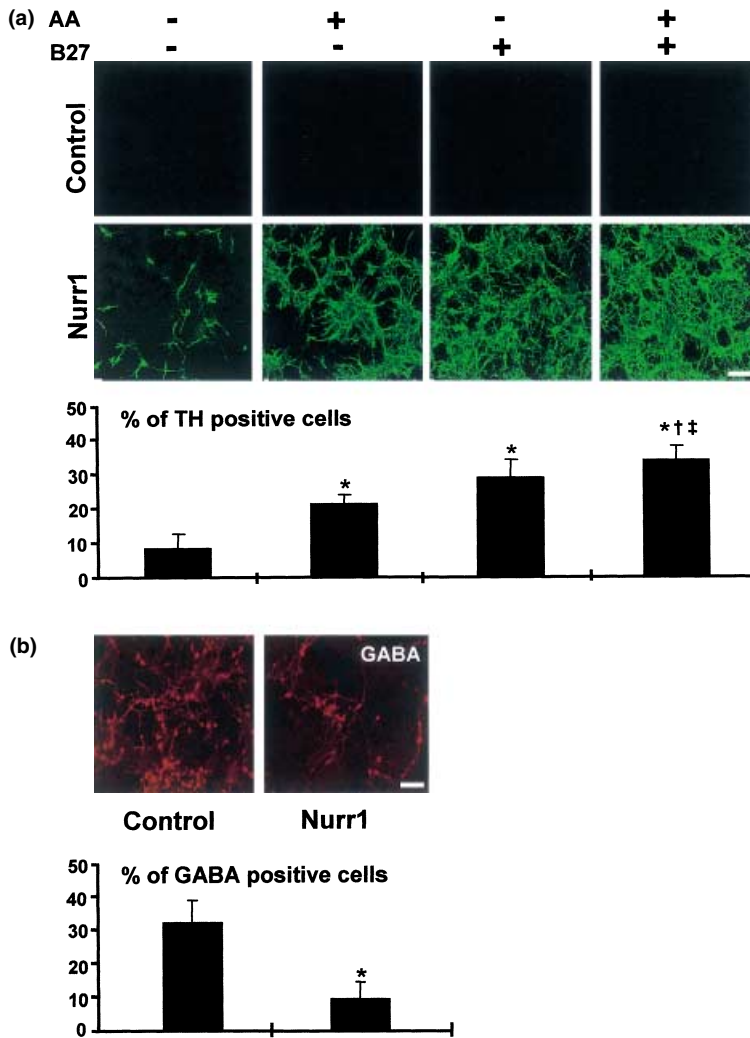 (a) AA - + - +
B27 - - + +
Control
Nurr1
% of TH positive cells
50
40
30
20
10
0
*
*
*†‡
(b)
GABA
Control Nurr1
% of GABA positive cells
50
40
30
20
10
0
*